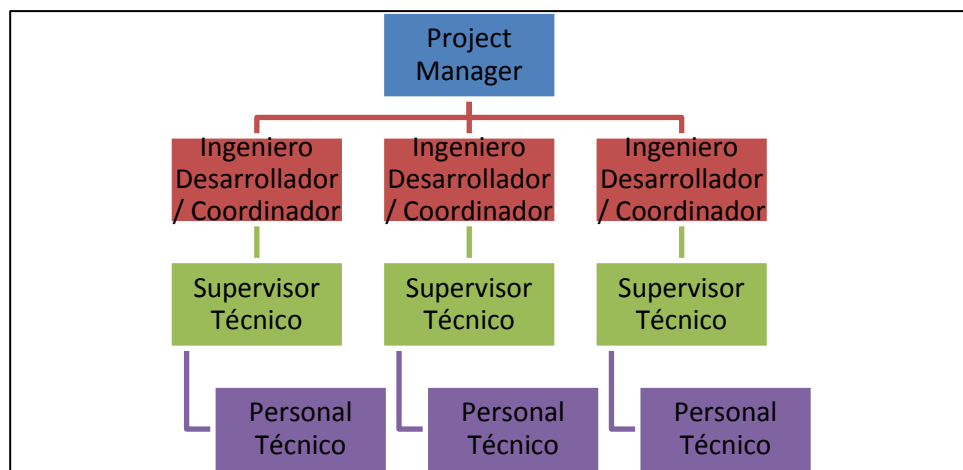 Project
Manager
Ingeniero
Desarrollador
/ Coordinador
Ingeniero
Desarrollador
/ Coordinador
Ingeniero
Desarrollador
/ Coordinador
Supervisor
Técnico
Supervisor
Técnico
Supervisor
Técnico
Personal
Técnico
Personal
Técnico
Personal
Técnico